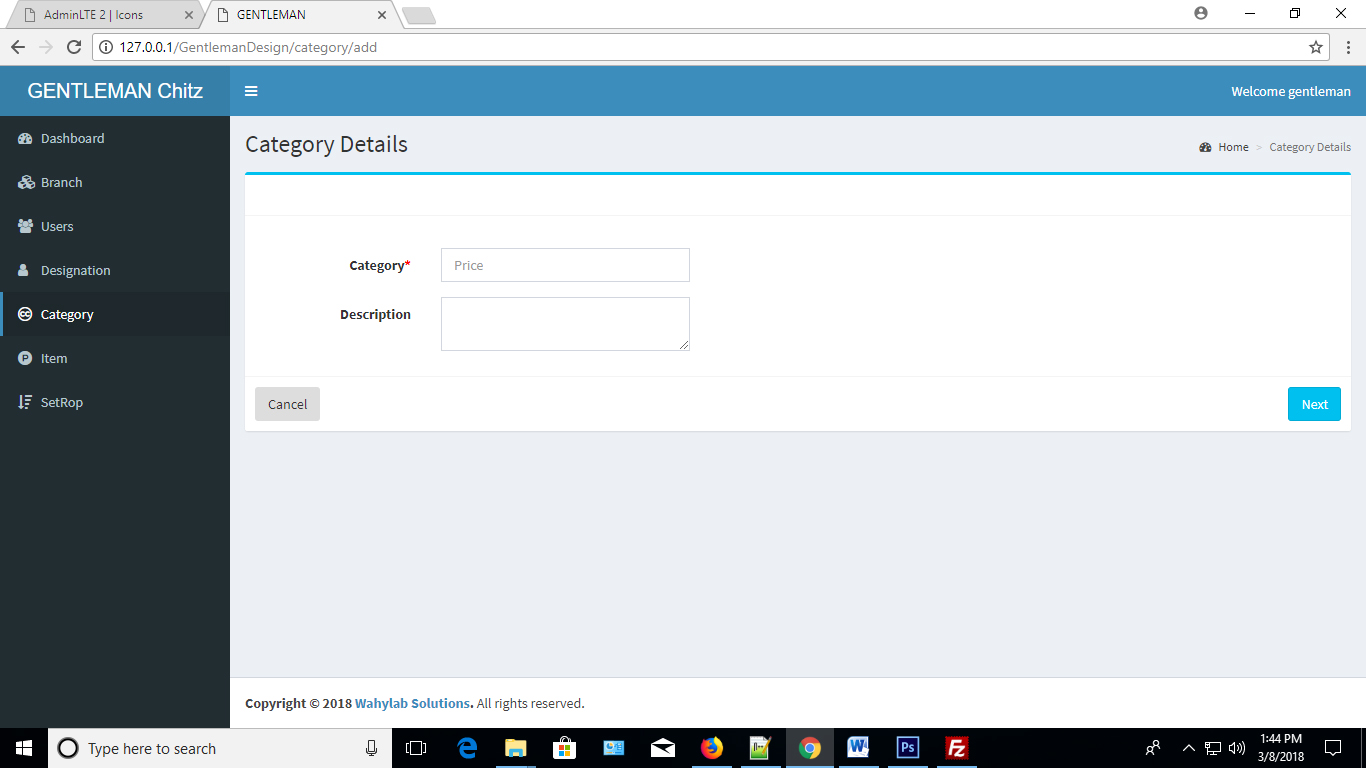 AdminLTE 2 | Icons
GENTLEMAN
127.0.0.1/GentlemanDesign/category/add
GENTLEMAN Chitz
Welcome gentleman
Dashboard
Branch
Users
Designation
Category
Item
SetRop
Category Details
Home > Category Details
Category*
Price
Description
Cancel
Next
Copyright © 2018 Wahylab Solutions. All rights reserved.
Type here to search
1:44 PM
3/8/2018